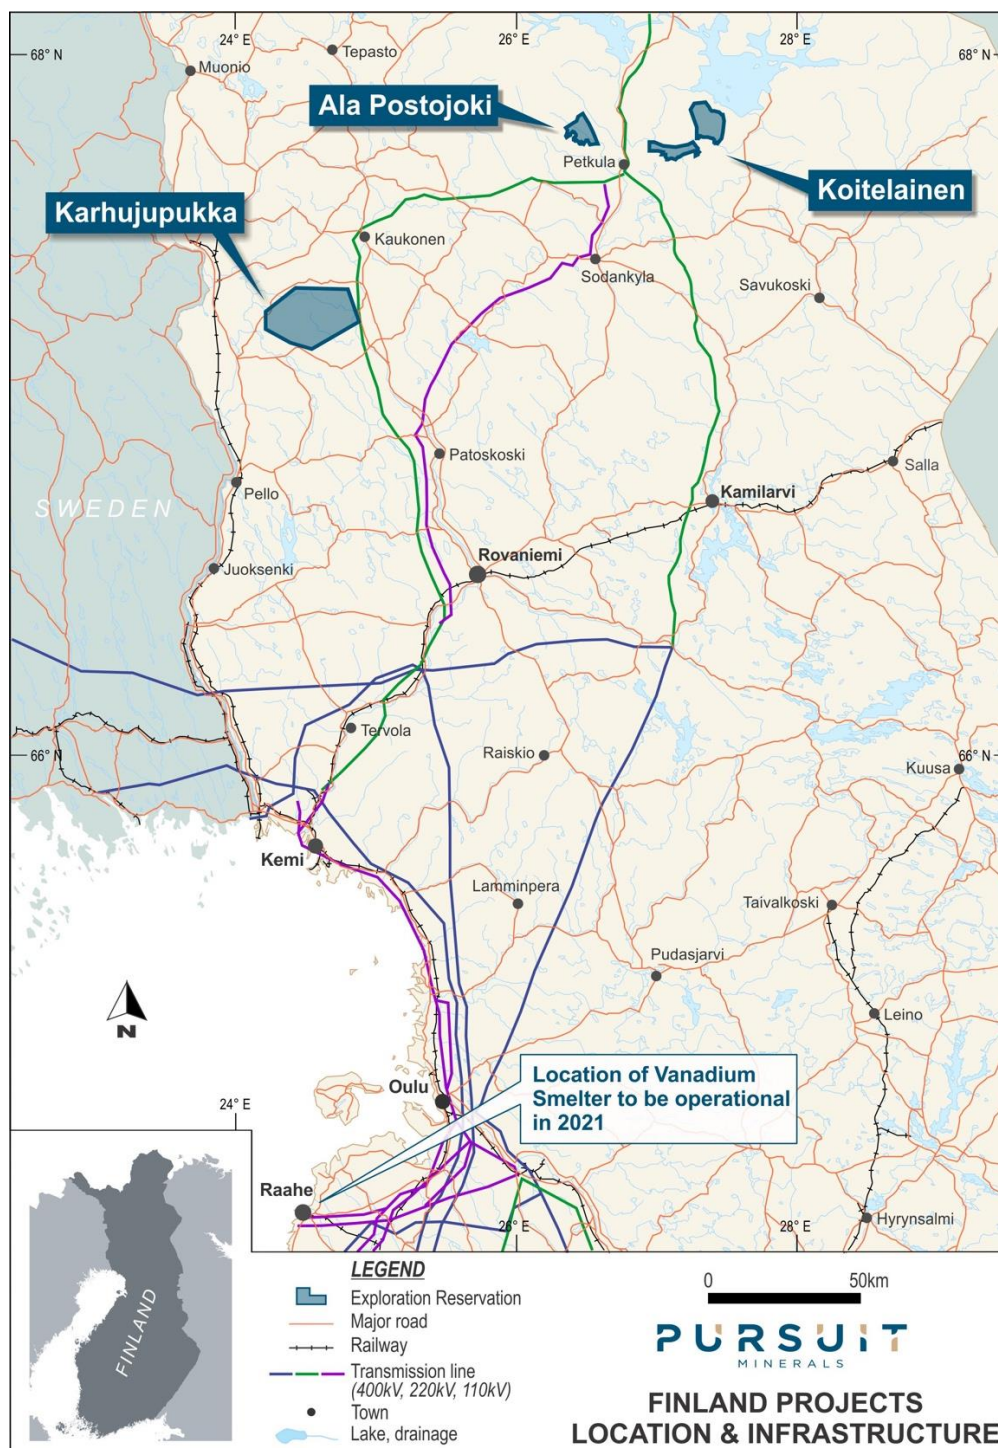 24° E
26° E
28° E
68° N
68° N
Tepasto
Muonio
Ala Postojoki
Petkula
Koitelainen
Karhujupukka
Kaukonen
Sodankyla
Savukoski
Patoskoski
Salla
Pello
Kamilarvi
SWEDEN
Rovaniemi
Juoksenki
Tervola
66° N
Raiskio
66° N
Kuusa
Kemi
Lamminpera
Taivalkoski
Pudasjarvi
N
Leino
Oulu
Location of Vanadium
Smelter to be operational
in 2021
24° E
Raahe
26° E
28° E
Hyrynsalmi
FINLAND
LEGEND
Exploration Reservation
Major road
Railway
Transmission line
(400kV, 220kV, 110kV)
Town
Lake, drainage
0 50km
PURSUIT
MINERALS
FINLAND PROJECTS
LOCATION & INFRASTRUCTURE